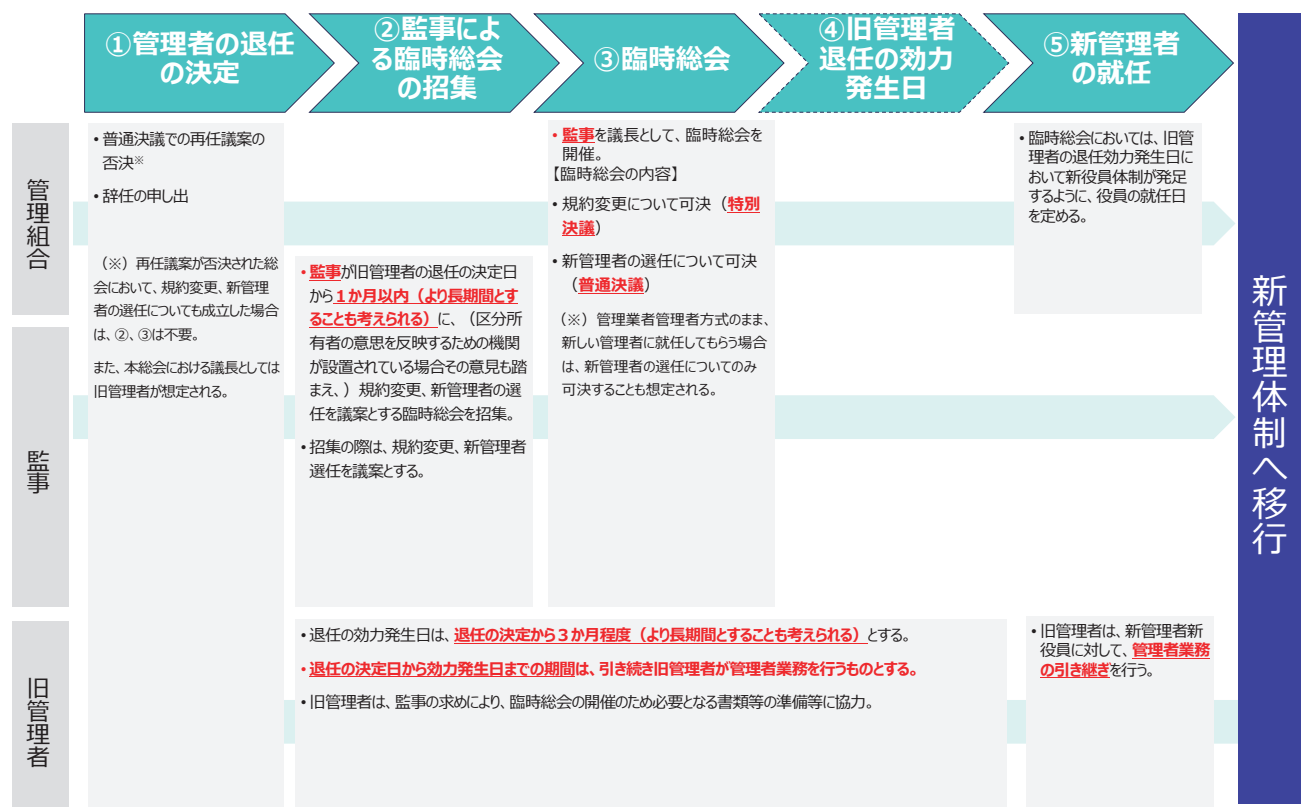 ①管理者の退任
の決定
②監事によ
る臨時総会
の招集
③臨時総会
④旧管理者
退任の効力
発生日
⑤新管理者
の就任
新管理体制へ移行
管理組合
・普通決議での再任議案の
否決※
・辞任の申し出
（※）再任議案が否決された総
会において、規約変更、新管理
者の選任についても成立した場合
は、②、③は不要。
また、本総会における議長としては
旧管理者が想定される。
・監事が旧管理者の退任の決定日
から１か月以内（より長期間とす
ることも考えられる）に、（区分所
有者の意思を反映するための機関
が設置されている場合その意見も踏
まえ、）規約変更、新管理者の選
任を議案とする臨時総会を招集。
・招集の際は、規約変更、新管理者
選任を議案とする。
・監事を議長として、臨時総会を
開催。
【臨時総会の内容】
・規約変更について可決（特別
決議）
・新管理者の選任について可決
（普通決議）
（※）管理業者管理者方式のまま、
新しい管理者に就任してもらう場合
は、新管理者の選任についてのみ
可決することも想定される。
・臨時総会においては、旧管
理者の退任効力発生日に
おいて新役員体制が発足
するように、役員の就任日
を定める。
監事
旧管理者
・退任の効力発生日は、退任の決定から３か月程度（より長期間とすることも考えられる）とする。
・退任の決定日から効力発生日までの期間は、引き続き旧管理者が管理者業務を行うものとする。
・旧管理者は、監事の求めにより、臨時総会の開催のため必要となる書類等の準備等に協力。
・旧管理者は、新管理者新
役員に対して、管理者業務
の引き継ぎを行う。